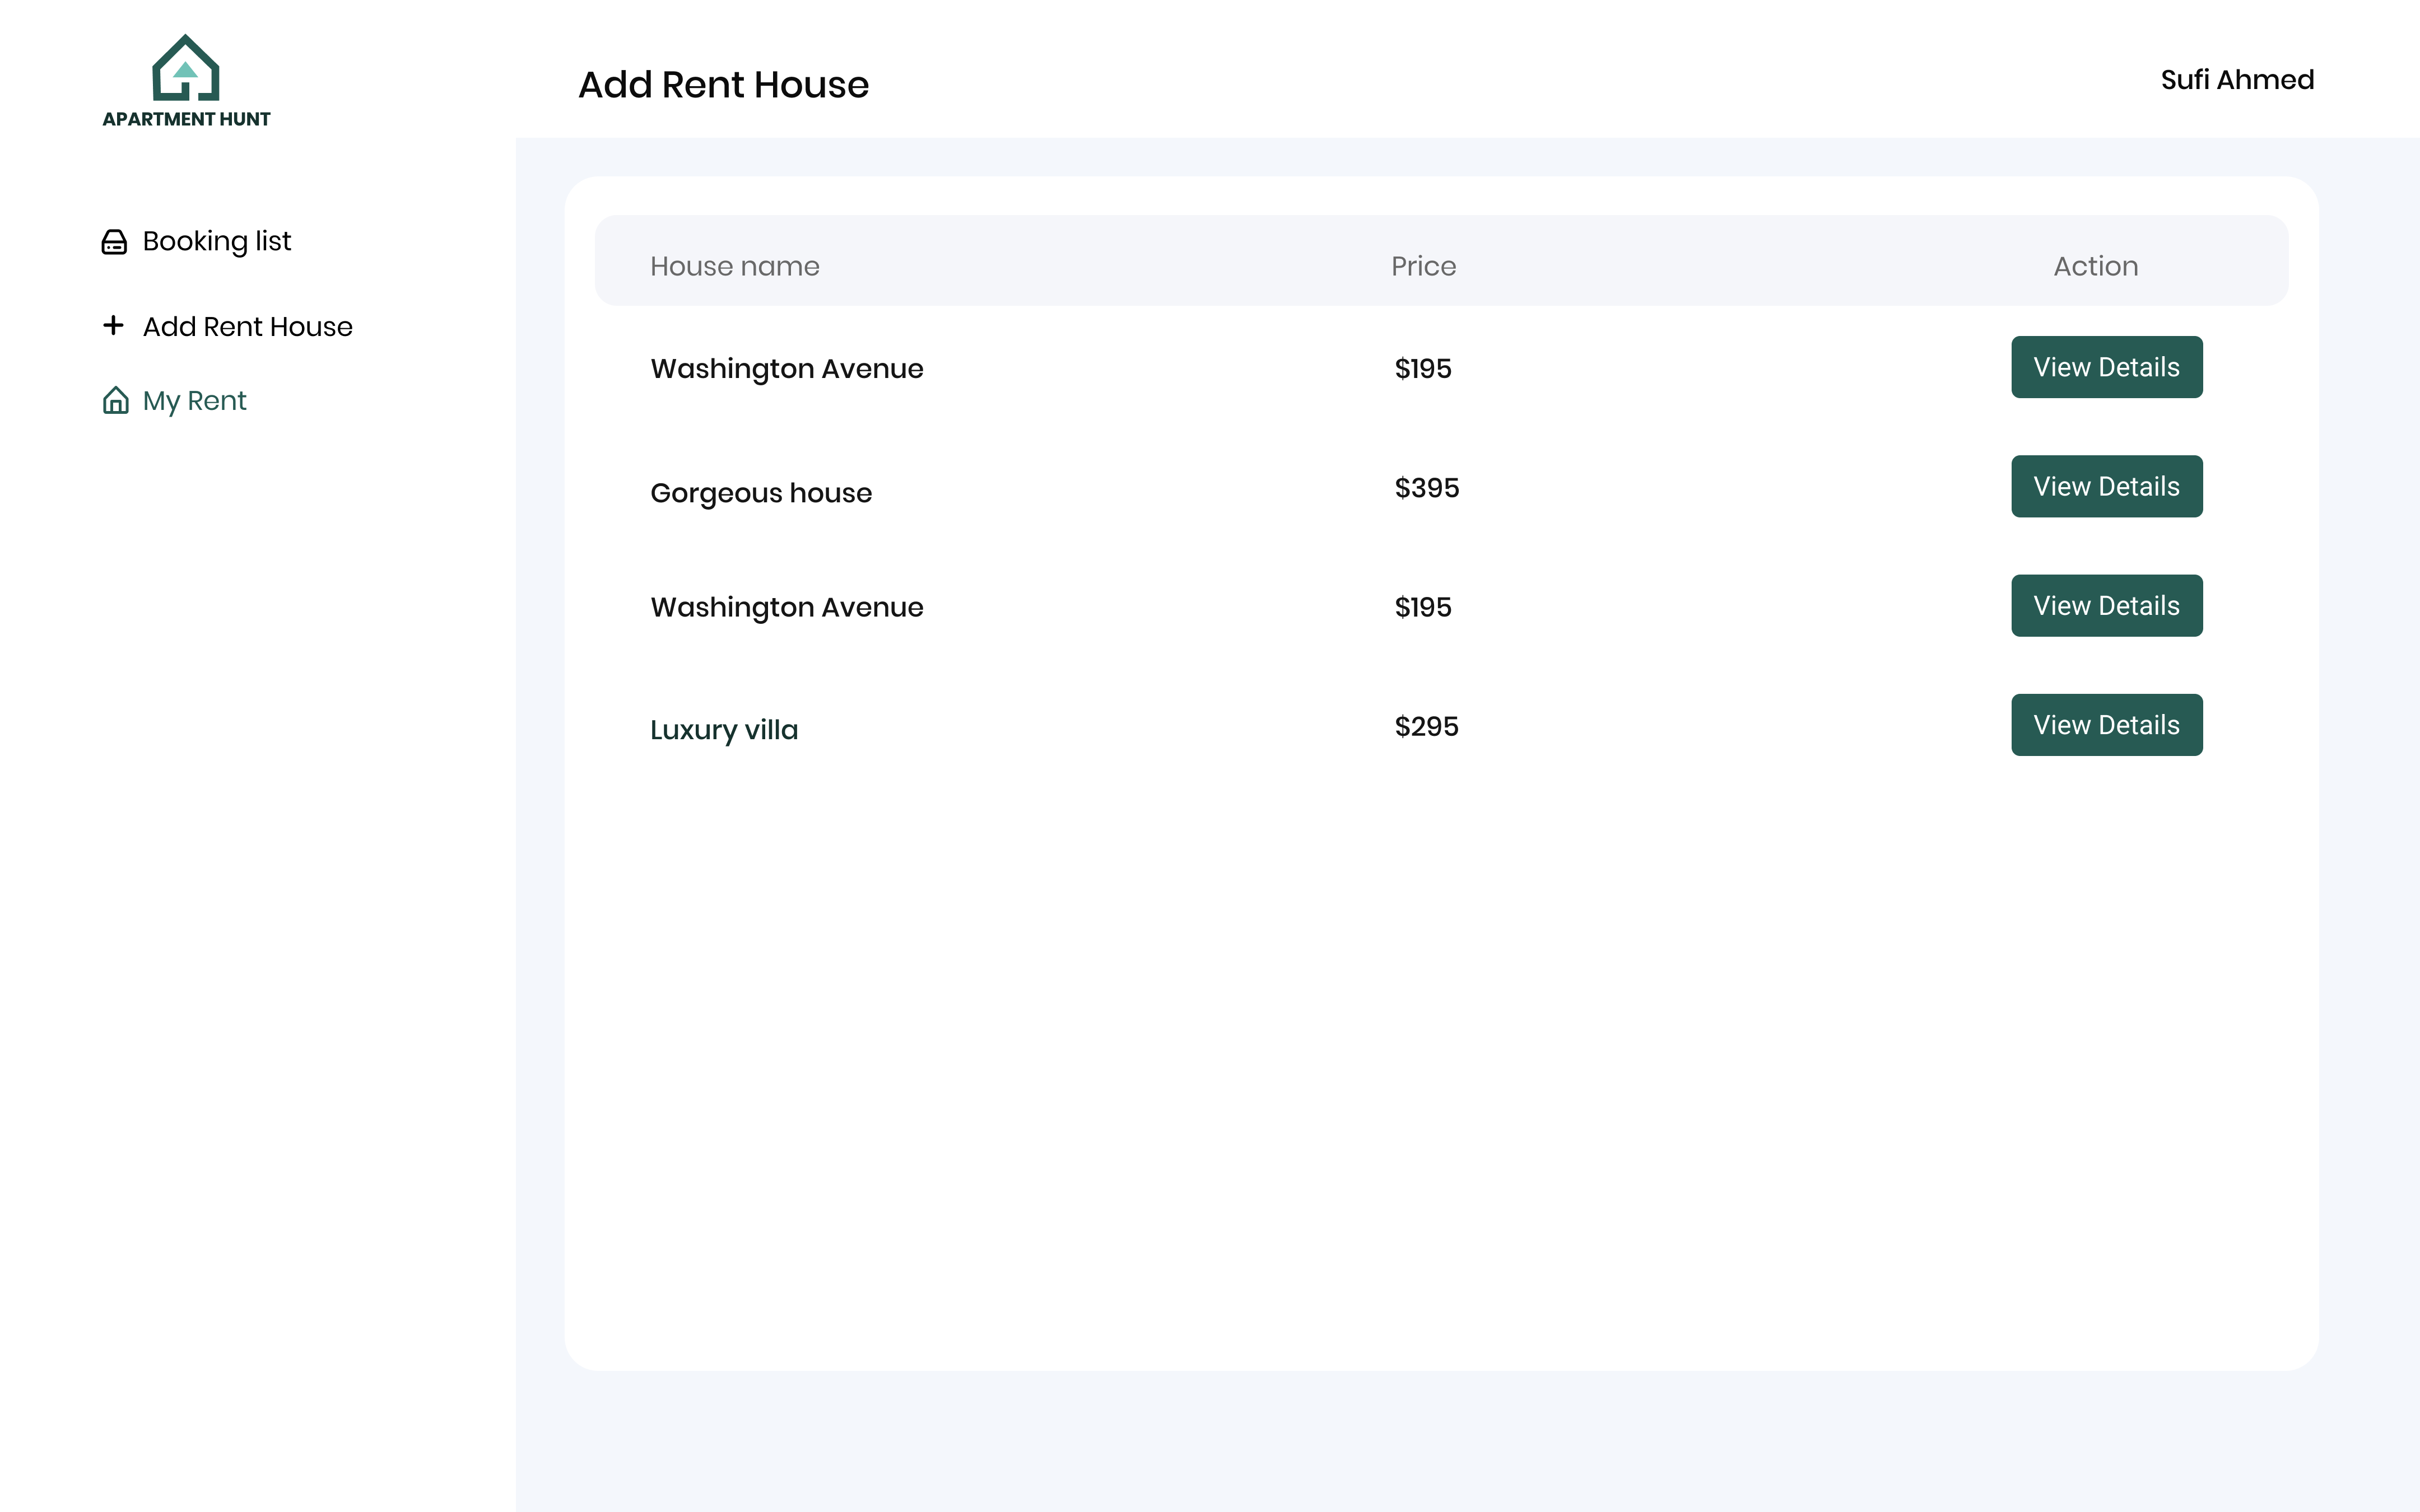 APARTMENT HUNT
Booking list
Add Rent House
My Rent
Add Rent House
Sufi Ahmed
House name Price Action
Washington Avenue $195 View Details
Gorgeous house $395 View Details
Washington Avenue $195 View Details
Luxury villa $295 View Details